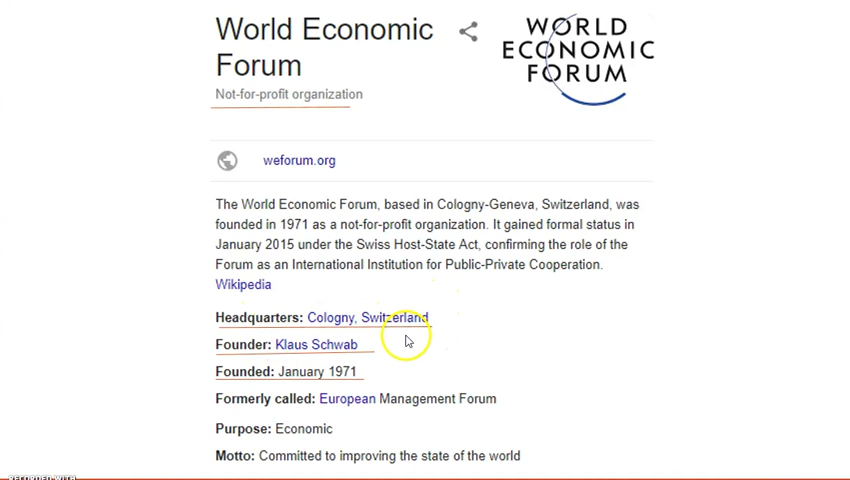 World Economic
Forum
Not-for-profit organization
WORLD
ECONOMIC
FORUM
weforum.org
The World Economic Forum, based in Cologny-Geneva, Switzerland, was
founded in 1971 as a not-for-profit organization. It gained formal status in
January 2015 under the Swiss Host-State Act, confirming the role of the
Forum as an International Institution for Public-Private Cooperation.
Wikipedia
Headquarters: Cologny, Switzerland
Founder: Klaus Schwab
Founded: January 1971
Formerly called: European Management Forum
Purpose: Economic
Motto: Committed to improving the state of the world
RECORDED WITH